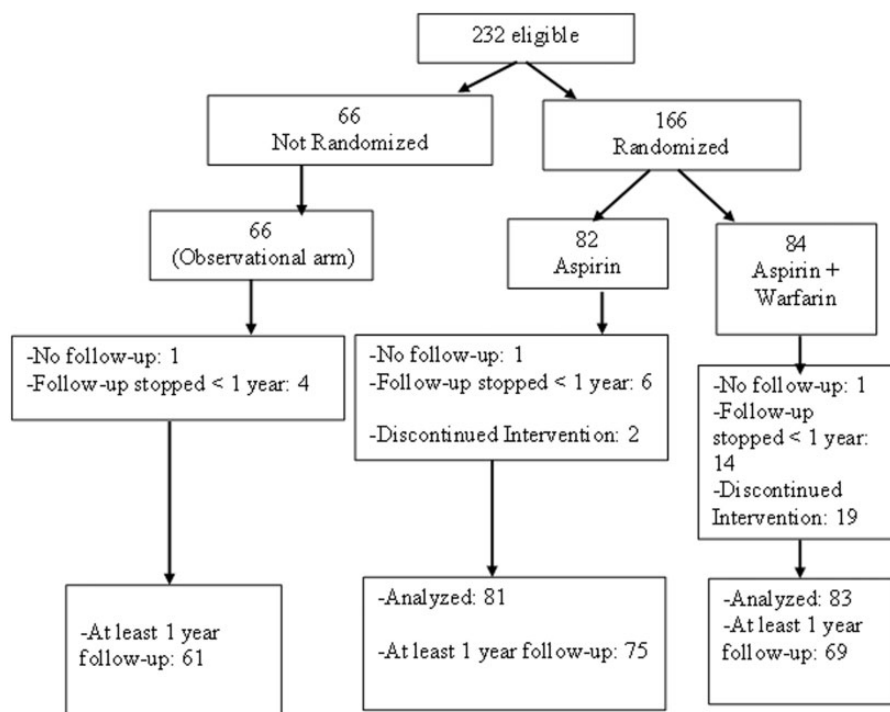 232 eligible
66
Not Randomized
166
Randomized
66
(Observational arm)
82
Aspirin
84
Aspirin +
Warfarin
-No follow-up: 1
-Follow-up stopped < 1 year: 4
-No follow-up: 1
-Follow-up stopped < 1 year: 6
-Discontinued Intervention: 2
-No follow-up: 1
-Follow-up
stopped < 1 year:
14
-Discontinued
Intervention: 19
-At least 1 year
follow-up: 61
-Analyzed: 81
-At least 1 year follow-up: 75
-Analyzed: 83
-At least 1 year
follow-up: 69